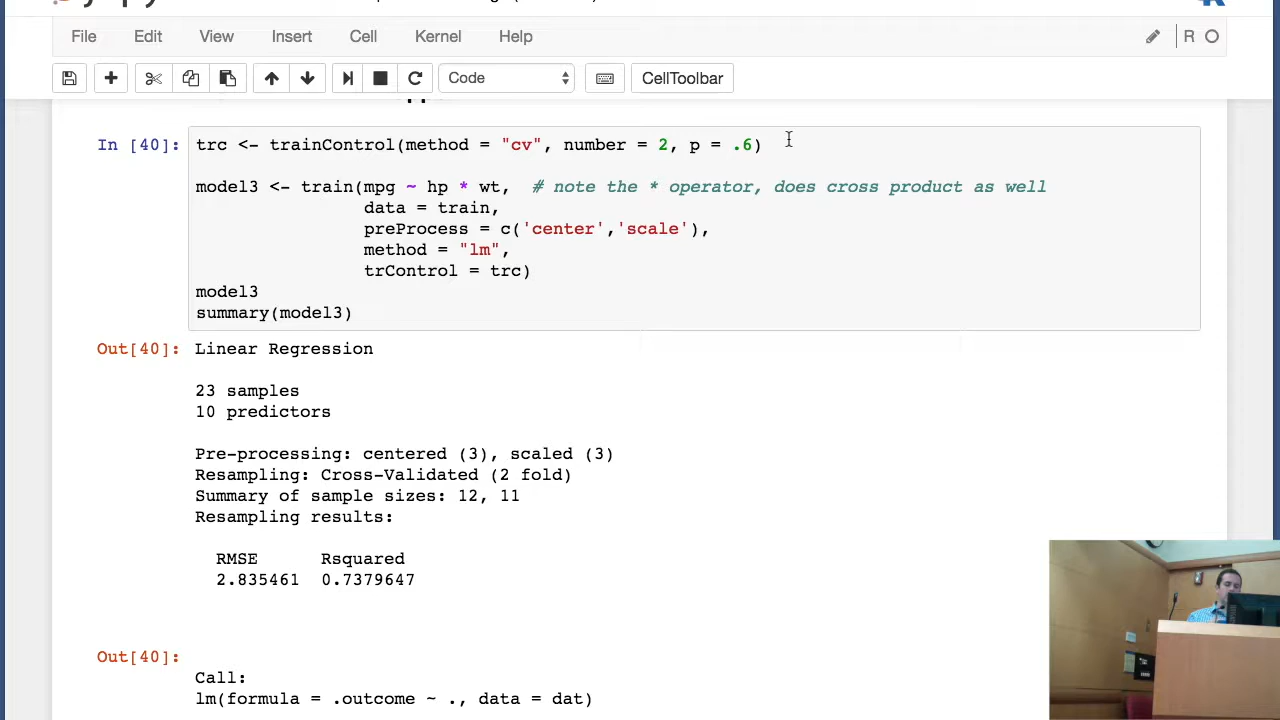 File Edit View Insert Cell Kernel Help R
Code CellToolbar
In [40]: trc <- trainControl(method = "cv", number = 2, p = .6)
model3 <- train(mpg ~ hp * wt, # note the * operator, does cross product as well
data = train,
preProcess = c('center','scale'),
method = "lm",
trControl = trc)
model3
summary(model3)
Out[40]: Linear Regression
23 samples
10 predictors
Pre-processing: centered (3), scaled (3)
Resampling: Cross-Validated (2 fold)
Summary of sample sizes: 12, 11
Resampling results:
RMSE Rsquared
2.835461 0.7379647
Out[40]:
Call:
lm(formula = .outcome ~ ., data = dat)